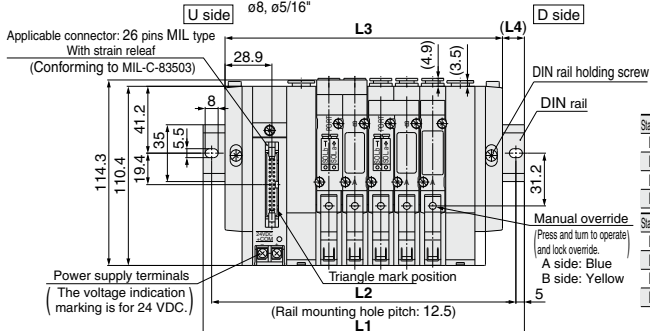 U side
ø8, ø5/16"
L3
(L4)
D side
Applicable connector: 26 pins MIL type
With strain releaf
(Conforming to MIL-C-83503)
28.9
(4.9)
(3.5)
DIN rail holding screw
DIN rail
8
5.5
35
41.2
19.4
110.4
114.3
31.2
24VDC
+COM
Manual override
(Press and turn to operate
and lock override.)
A side: Blue
B side: Yellow
Power supply terminals
(The voltage indication
marking is for 24 VDC.)
Triangle mark position
L2
5
(Rail mounting hole pitch: 12.5)
L1